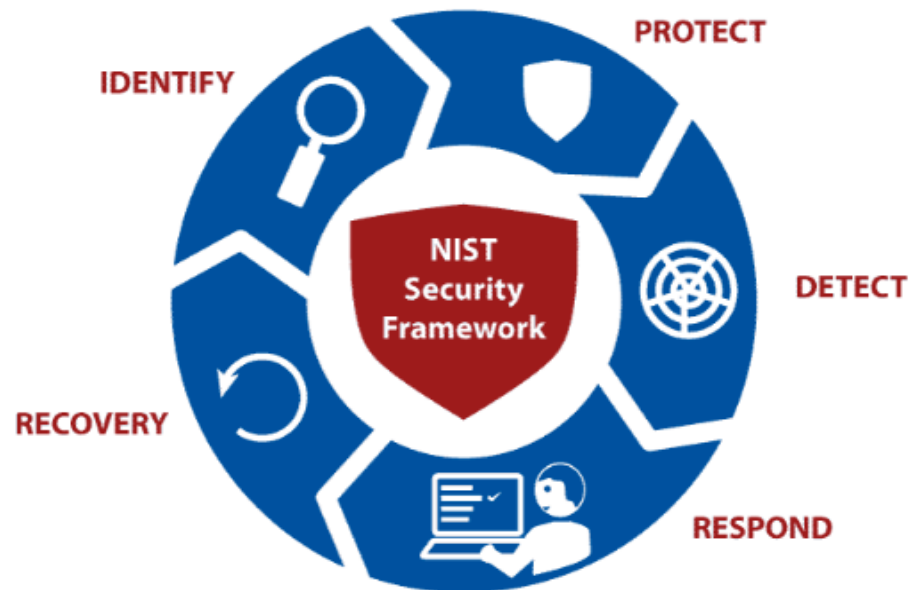 PROTECT
IDENTIFY
NIST
Security
Framework
DETECT
RECOVERY
RESPOND